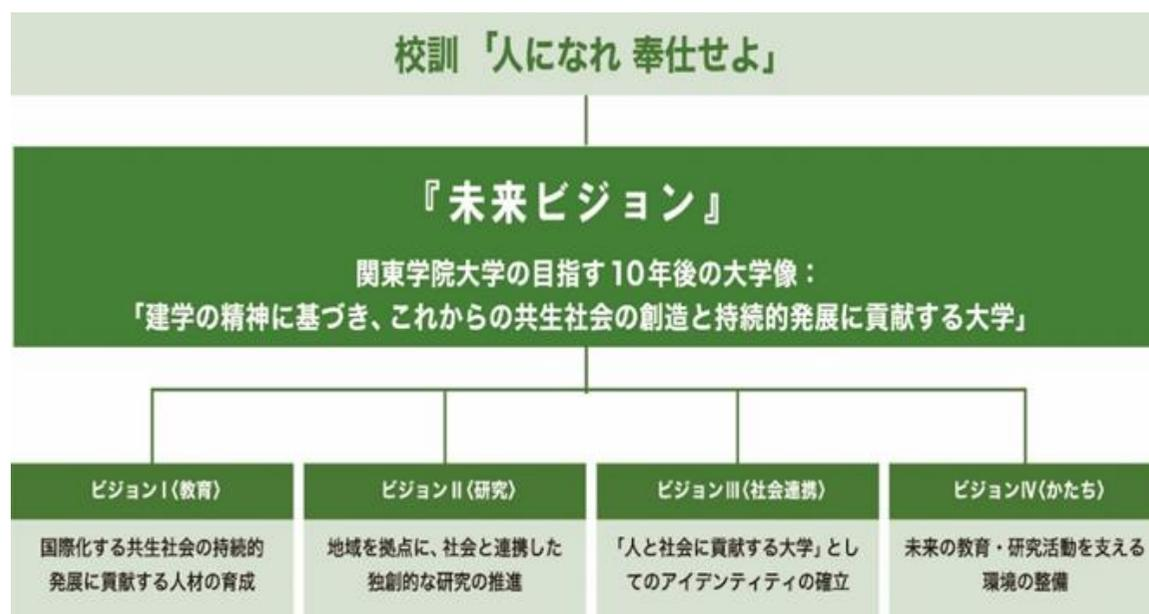 校訓「人になれ 奉仕せよ」
『未来ビジョン』
関東学院大学の目指す10年後の大学像：
「建学の精神に基づき、これからの共生社会の創造と持続的発展に貢献する大学」
ビジョンⅠ〈教育〉
国際化する共生社会の持続的
発展に貢献する人材の育成
ビジョンⅡ〈研究〉
地域を拠点に、社会と連携した
独創的な研究の推進
ビジョンⅢ〈社会連携〉
「人と社会に貢献する大学」とし
てのアイデンティティの確立
ビジョンⅣ〈かたち〉
未来の教育・研究活動を支える
環境の整備